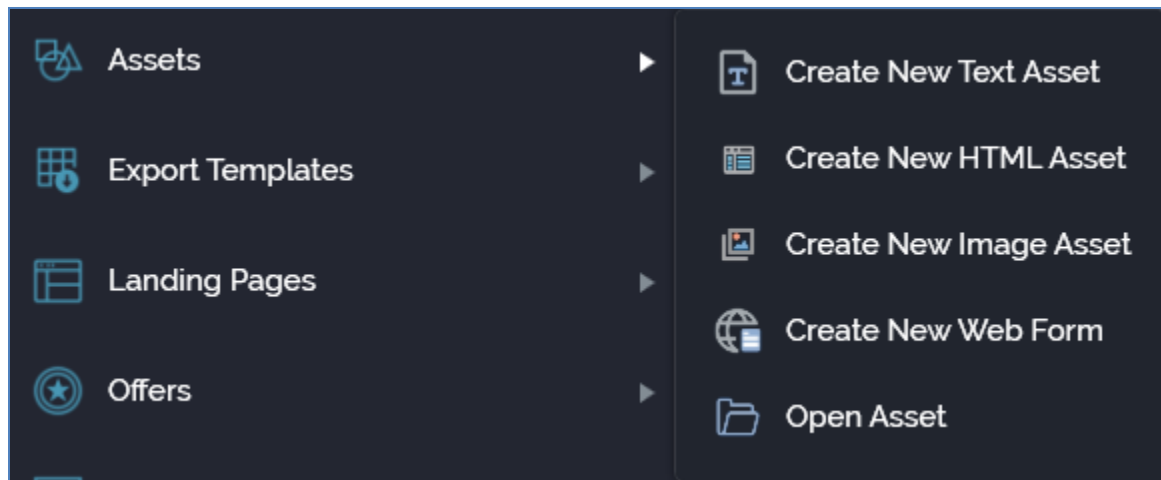 Assets
Export Templates
Landing Pages
Offers
Create New Text Asset
Create New HTML Asset
Create New Image Asset
Create New Web Form
Open Asset